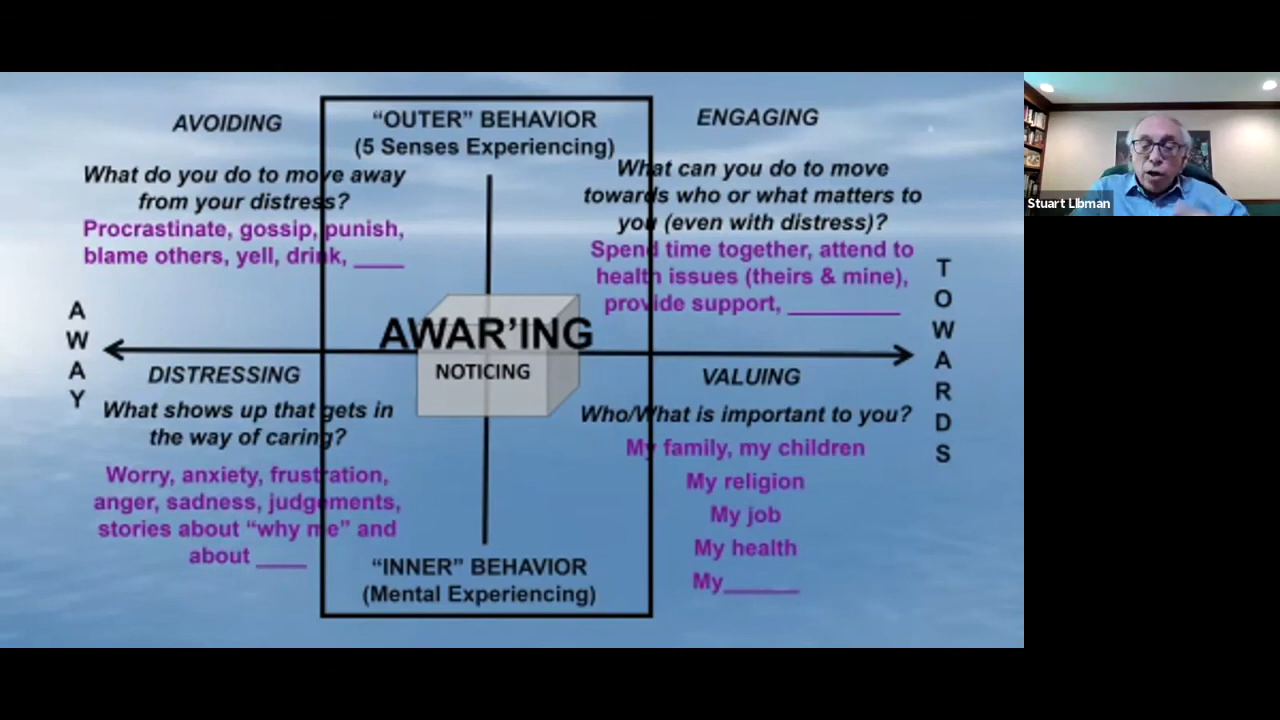 AVOIDING
What do you do to move away
from your distress?
Procrastinate, gossip, punish,
blame others, yell, drink, ____
“OUTER” BEHAVIOR
(5 Senses Experiencing)
ENGAGING
What can you do to move
towards who or what matters to
you (even with distress)?
Spend time together, attend to
health issues (theirs & mine),
provide support, _________
Stuart Libman
AWAY
AWAR’ING
NOTICING
TOWARDS
DISTRESSING
What shows up that gets in
the way of caring?
Worry, anxiety, frustration,
anger, sadness, judgements,
stories about “why me” and
about ____
VALUING
Who/What is important to you?
My family, my children
My religion
My job
My health
My______
“INNER” BEHAVIOR
(Mental Experiencing)